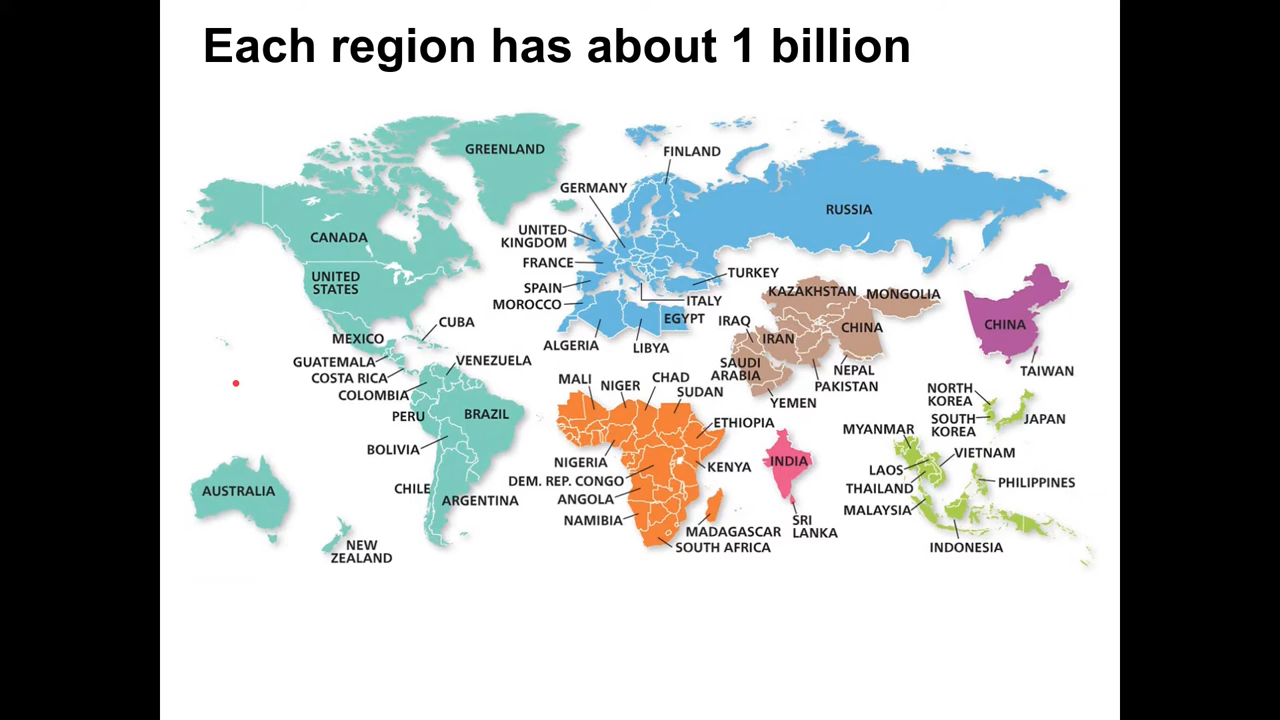 Each region has about 1 billion
GREENLAND
FINLAND
GERMANY
RUSSIA
CANADA
UNITED
KINGDOM
FRANCE
UNITED
STATES
SPAIN
TURKEY
MOROCCO
ITALY
KAZAKHSTAN
MONGOLIA
EGYPT
IRAQ
CUBA
IRAN
CHINA
CHINA
MEXICO
ALGERIA
LIBYA
GUATEMALA
VENEZUELA
SAUDI
ARABIA
NEPAL
TAIWAN
COSTA RICA
PAKISTAN
COLOMBIA
MALI
NIGER
CHAD
SUDAN
YEMEN
NORTH
KOREA
PERU
BRAZIL
ETHIOPIA
SOUTH
KOREA
JAPAN
MYANMAR
BOLIVIA
NIGERIA
KENYA
INDIA
LAOS
VIETNAM
AUSTRALIA
CHILE
ARGENTINA
DEM. REP. CONGO
THAILAND
PHILIPPINES
ANGOLA
MALAYSIA
NAMIBIA
MADAGASCAR
SRI
LANKA
NEW
ZEALAND
SOUTH AFRICA
INDONESIA